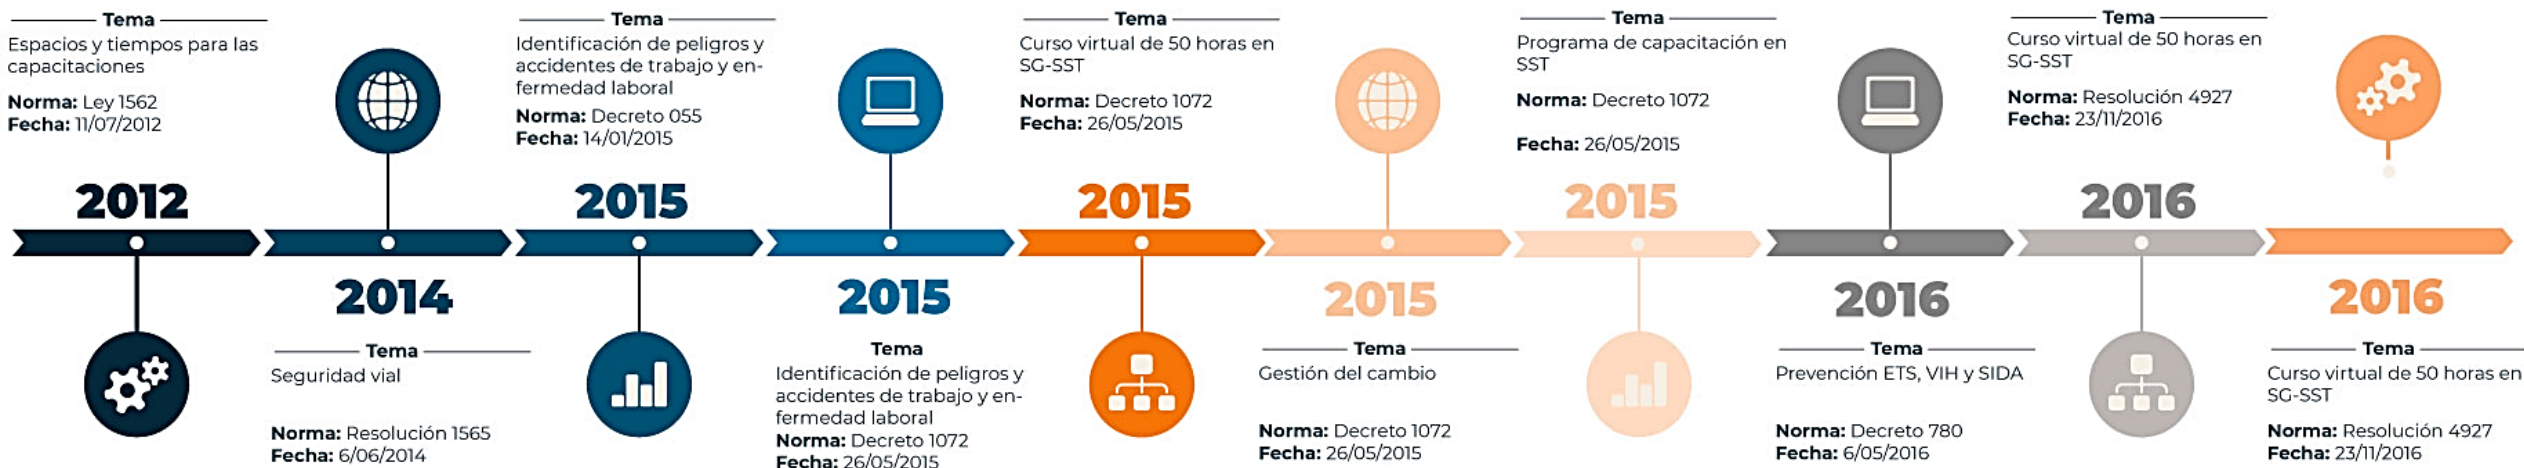 Tema
Espacios y tiempos para las
capacitaciones
Norma: Ley 1562
Fecha: 11/07/2012
2012
2014
Tema
Seguridad vial
Norma: Resolución 1565
Fecha: 6/06/2014
Tema
Identificación de peligros y
accidentes de trabajo y en-
fermedad laboral
Norma: Decreto 055
Fecha: 14/01/2015
2015
2015
Tema
Identificación de peligros y
accidentes de trabajo y en-
fermedad laboral
Norma: Decreto 1072
Fecha: 26/05/2015
Tema
Curso virtual de 50 horas en
SG-SST
Norma: Decreto 1072
Fecha: 26/05/2015
2015
2015
Tema
Gestión del cambio
Norma: Decreto 1072
Fecha: 26/05/2015
Tema
Programa de capacitación en
SST
Norma: Decreto 1072
Fecha: 26/05/2015
2015
2016
Tema
Prevención ETS, VIH y SIDA
Norma: Decreto 780
Fecha: 6/05/2016
Tema
Curso virtual de 50 horas en
SG-SST
Norma: Resolución 4927
Fecha: 23/11/2016
2016
2016
Tema
Curso virtual de 50 horas en
SG-SST
Norma: Resolución 4927
Fecha: 23/11/2016